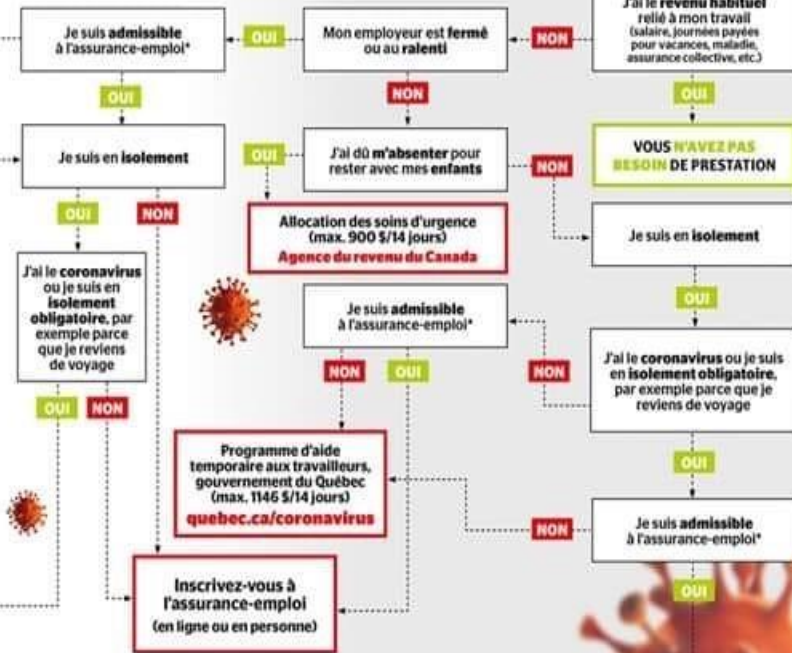 J'ai le revenu habituel
relié à mon travail
(salaire, journées payées
pour vacances, maladie,
assurance collective, etc.)
Je suis admissible
à l'assurance-emploi*
OUI
Mon employeur est fermé
ou au ralenti
NON
OUI
NON
OUI
Je suis en isolement
OUI
J'ai dû m'absenter pour
rester avec mes enfants
NON
VOUS N'AVEZ PAS
BESOIN DE PRESTATION
OUI
NON
Allocation des soins d'urgence
(max. 900 $/14 jours)
Agence du revenu du Canada
Je suis en isolement
J'ai le coronavirus
ou je suis en
isolement
obligatoire, par
exemple parce
que je reviens
de voyage
Je suis admissible
à l'assurance-emploi*
OUI
NON
OUI
NON
J'ai le coronavirus ou je suis
en isolement obligatoire,
par exemple parce que je
reviens de voyage
OUI
NON
Programme d'aide
temporaire aux travailleurs,
gouvernement du Québec
(max. 1146 $/14 jours)
quebec.ca/coronavirus
OUI
NON
Je suis admissible
à l'assurance-emploi*
Inscrivez-vous à
l'assurance-emploi
(en ligne ou en personne)
OUI